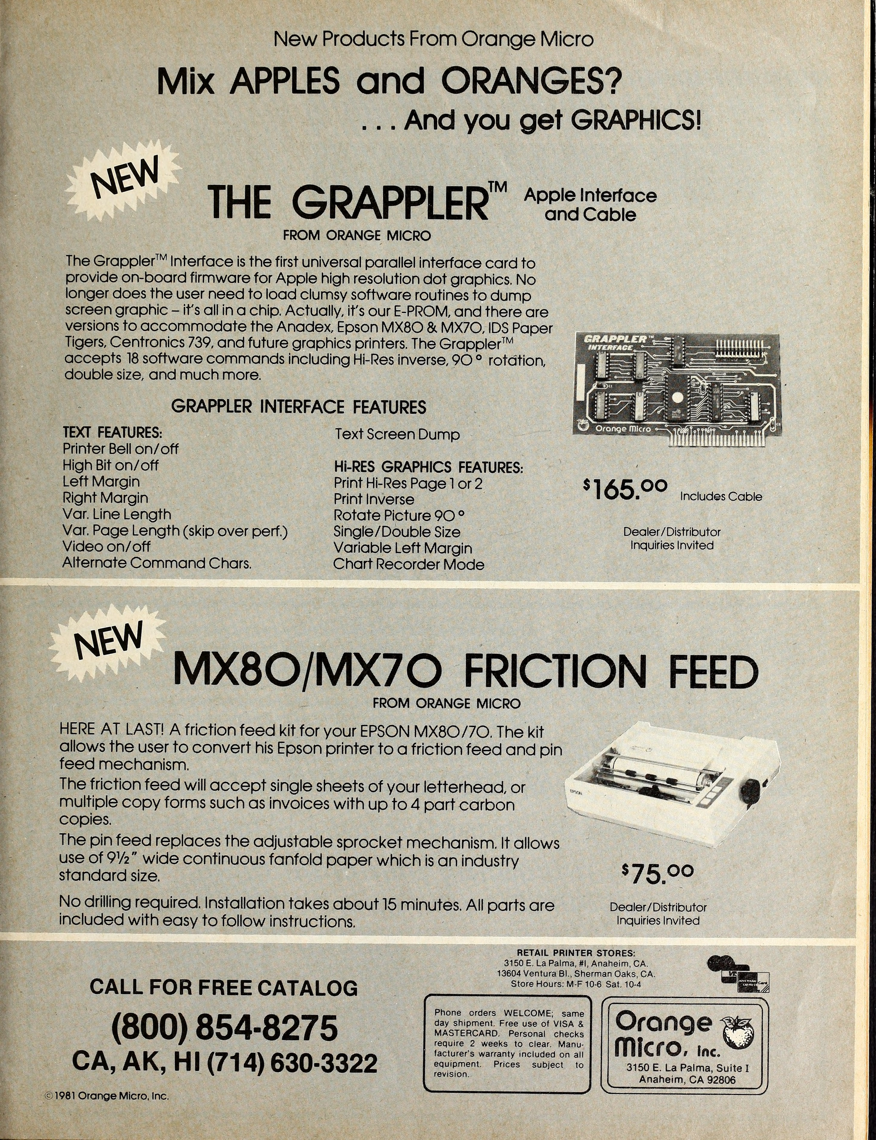 New Products From Orange Micro
Mix APPLES and ORANGES?
... And you get GRAPHICS!
NEW
THE GRAPPLER™
Apple Interface
and Cable
FROM ORANGE MICRO
The Grappler™ Interface is the first universal parallel interface card to
provide on-board firmware for Apple high resolution dot graphics. No
longer does the user need to load clumsy software routines to dump
screen graphic – it's all in a chip. Actually, it's our E-PROM, and there are
versions to accommodate the Anadex, Epson MX80 & MX70, IDS Paper
Tigers, Centronics 739, and future graphics printers. The Grappler™
accepts 18 software commands including Hi-Res inverse, 90° rotation,
double size, and much more.
GRAPPLER INTERFACE FEATURES
TEXT FEATURES:
Printer Bell on/off
High Bit on/off
Left Margin
Right Margin
Var. Line Length
Var. Page Length (skip over perf.)
Video on/off
Alternate Command Chars.
Text Screen Dump
Hi-RES GRAPHICS FEATURES:
Print Hi-Res Page 1 or 2
Print Inverse
Rotate Picture 90°
Single/Double Size
Variable Left Margin
Chart Recorder Mode
GRAPPLER™
INTERFACE
Orange Micro
$165.00 Includes Cable
Dealer/Distributor
Inquiries Invited
NEW
MX80/MX70 FRICTION FEED
FROM ORANGE MICRO
HERE AT LAST! A friction feed kit for your EPSON MX80/70. The kit
allows the user to convert his Epson printer to a friction feed and pin
feed mechanism.
The friction feed will accept single sheets of your letterhead, or
multiple copy forms such as invoices with up to 4 part carbon
copies.
The pin feed replaces the adjustable sprocket mechanism. It allows
use of 9½" wide continuous fanfold paper which is an industry
standard size.
No drilling required. Installation takes about 15 minutes. All parts are
included with easy to follow instructions.
EPSON
$75.00
Dealer/Distributor
Inquiries Invited
CALL FOR FREE CATALOG
(800) 854-8275
CA, AK, HI (714) 630-3322
©1981 Orange Micro, Inc.
RETAIL PRINTER STORES:
3150 E. La Palma, #I, Anaheim, CA.
13604 Ventura Bl., Sherman Oaks, CA.
Store Hours: M-F 10-6 Sat. 10-4
Phone orders WELCOME; same
day shipment. Free use of VISA &
MASTERCARD. Personal checks
require 2 weeks to clear. Manu-
facturer's warranty included on all
equipment. Prices subject to
revision.
Orange
Micro, Inc.
3150 E. La Palma, Suite I
Anaheim, CA 92806